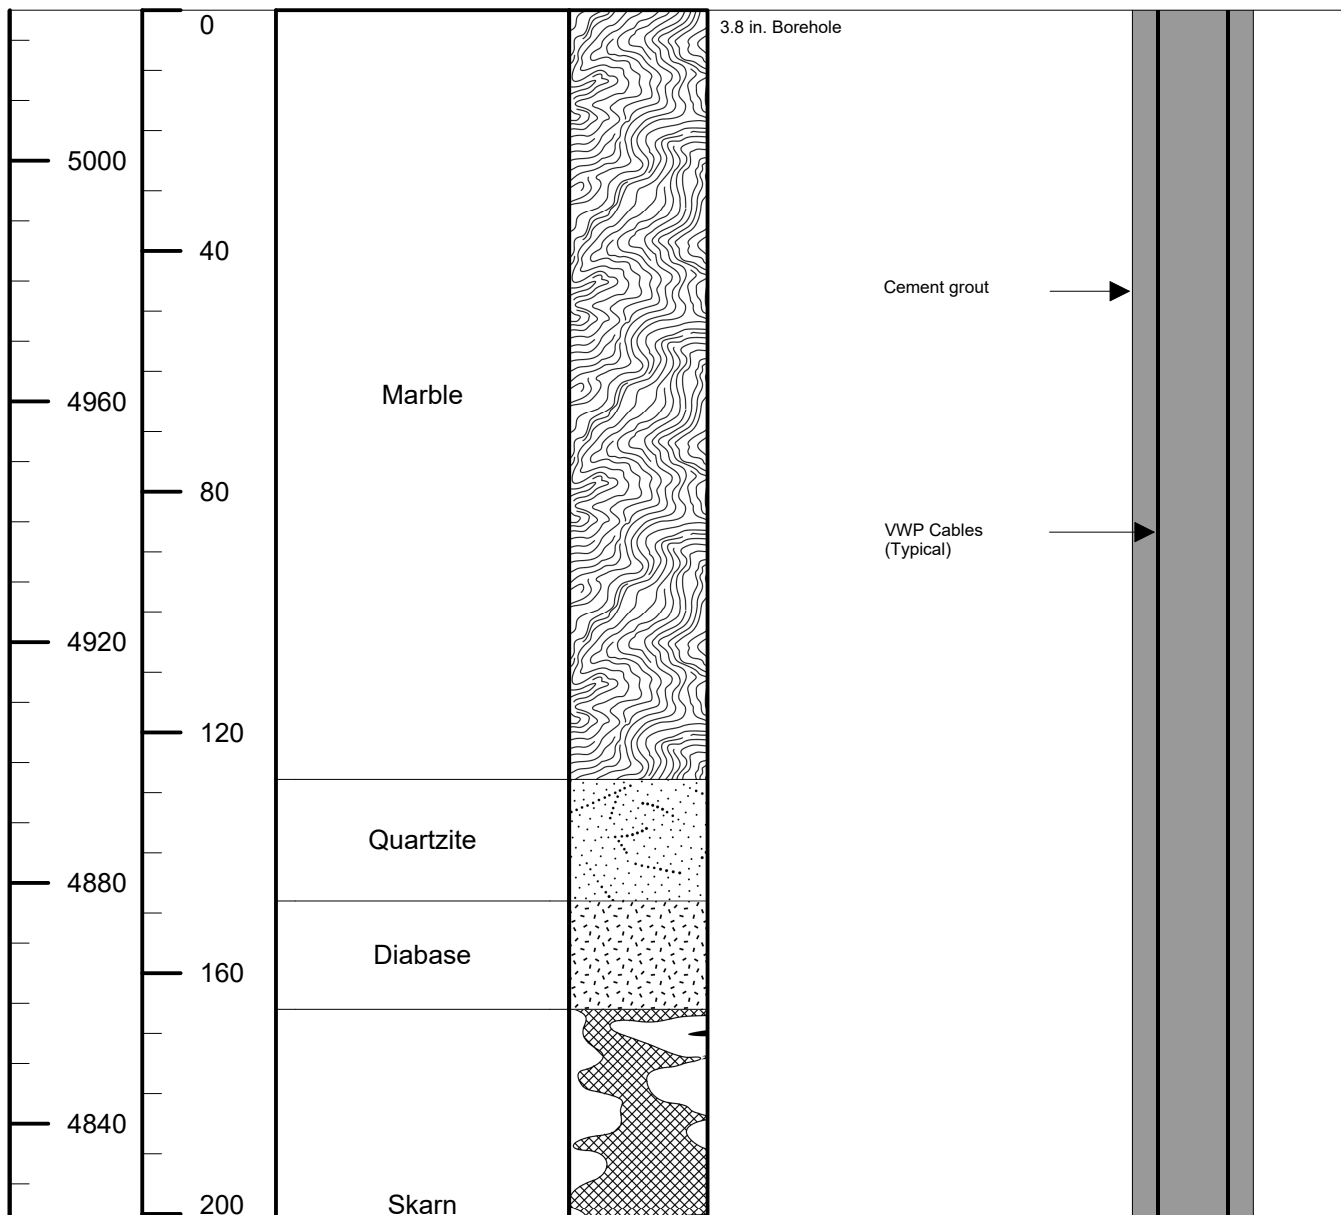 0
3.8 in. Borehole
5000
40
Cement grout
Marble
4960
80
VWP Cables
(Typical)
4920
120
Quartzite
4880
Diabase
160
4840
Skarn
200